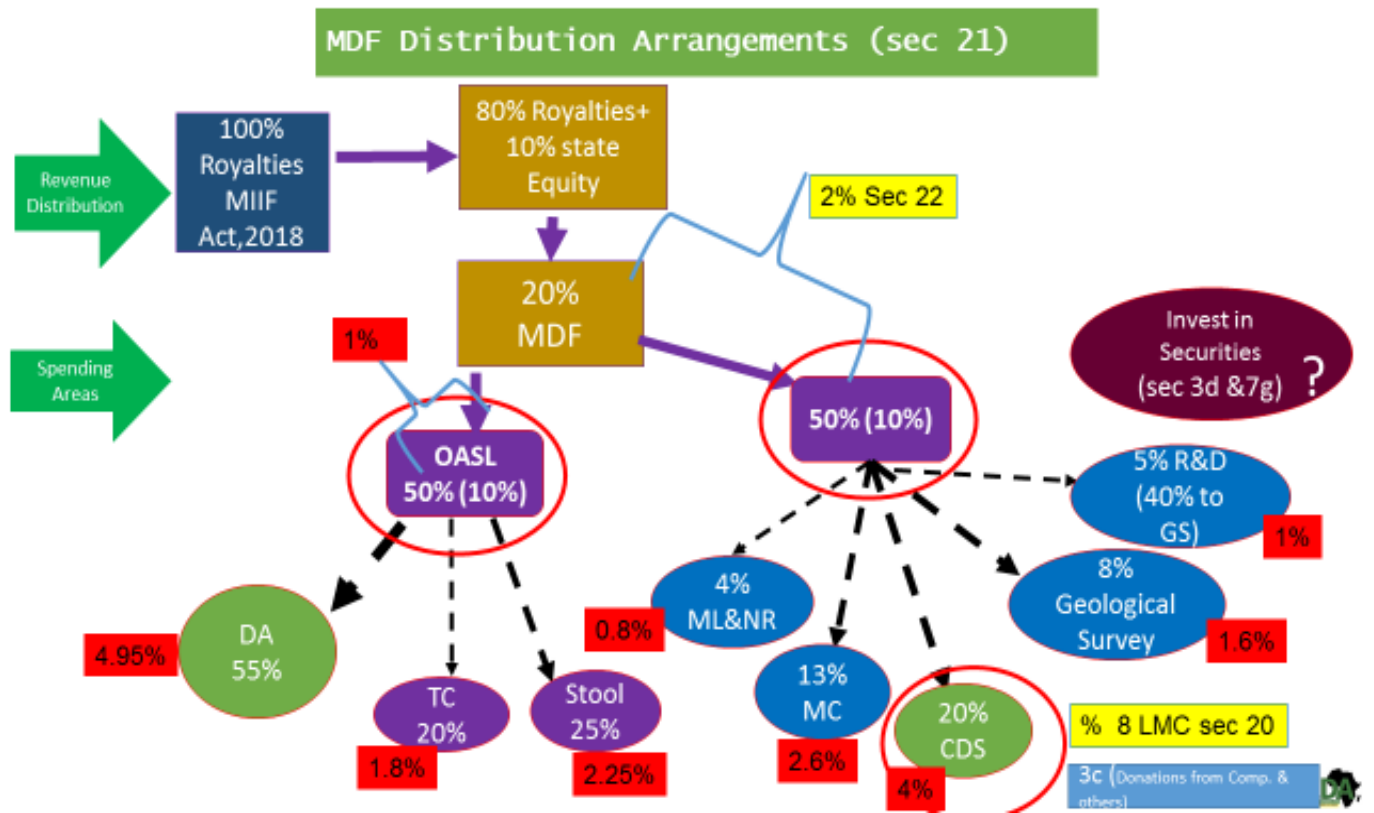 MDF Distribution Arrangements (sec 21)
Revenue
Distribution
100%
Royalties
MIIF
Act,2018
80% Royalties+
10% state
Equity
2% Sec 22
20%
MDF
1%
Spending
Areas
Invest in
Securities
(sec 3d &7g)
?
OASL
50% (10%)
50% (10%)
5% R&D
(40% to
GS)
1%
DA
55%
4.95%
TC
20%
1.8%
Stool
25%
2.25%
4%
ML&NR
0.8%
13%
MC
2.6%
20%
CDS
4%
8%
Geological
Survey
1.6%
% 8 LMC sec 20
3c (Donations from Comp. &
others)
DA